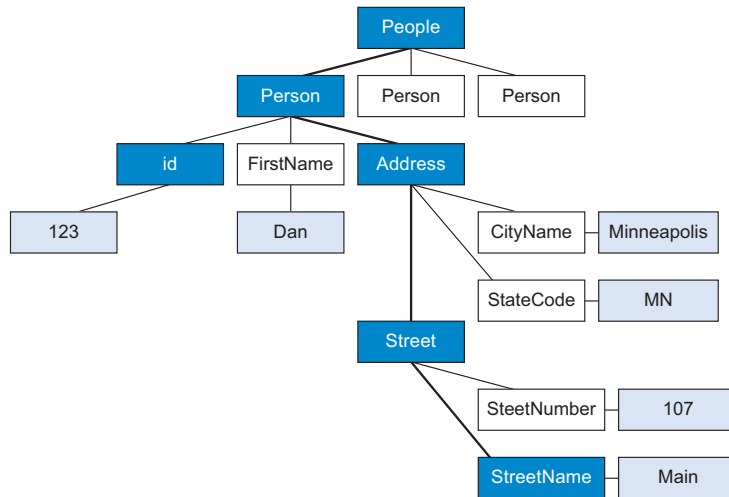 People
Person
Person
Person
id
FirstName
Address
123
Dan
CityName
Minneapolis
StateCode
MN
Street
SteetNumber
107
StreetName
Main